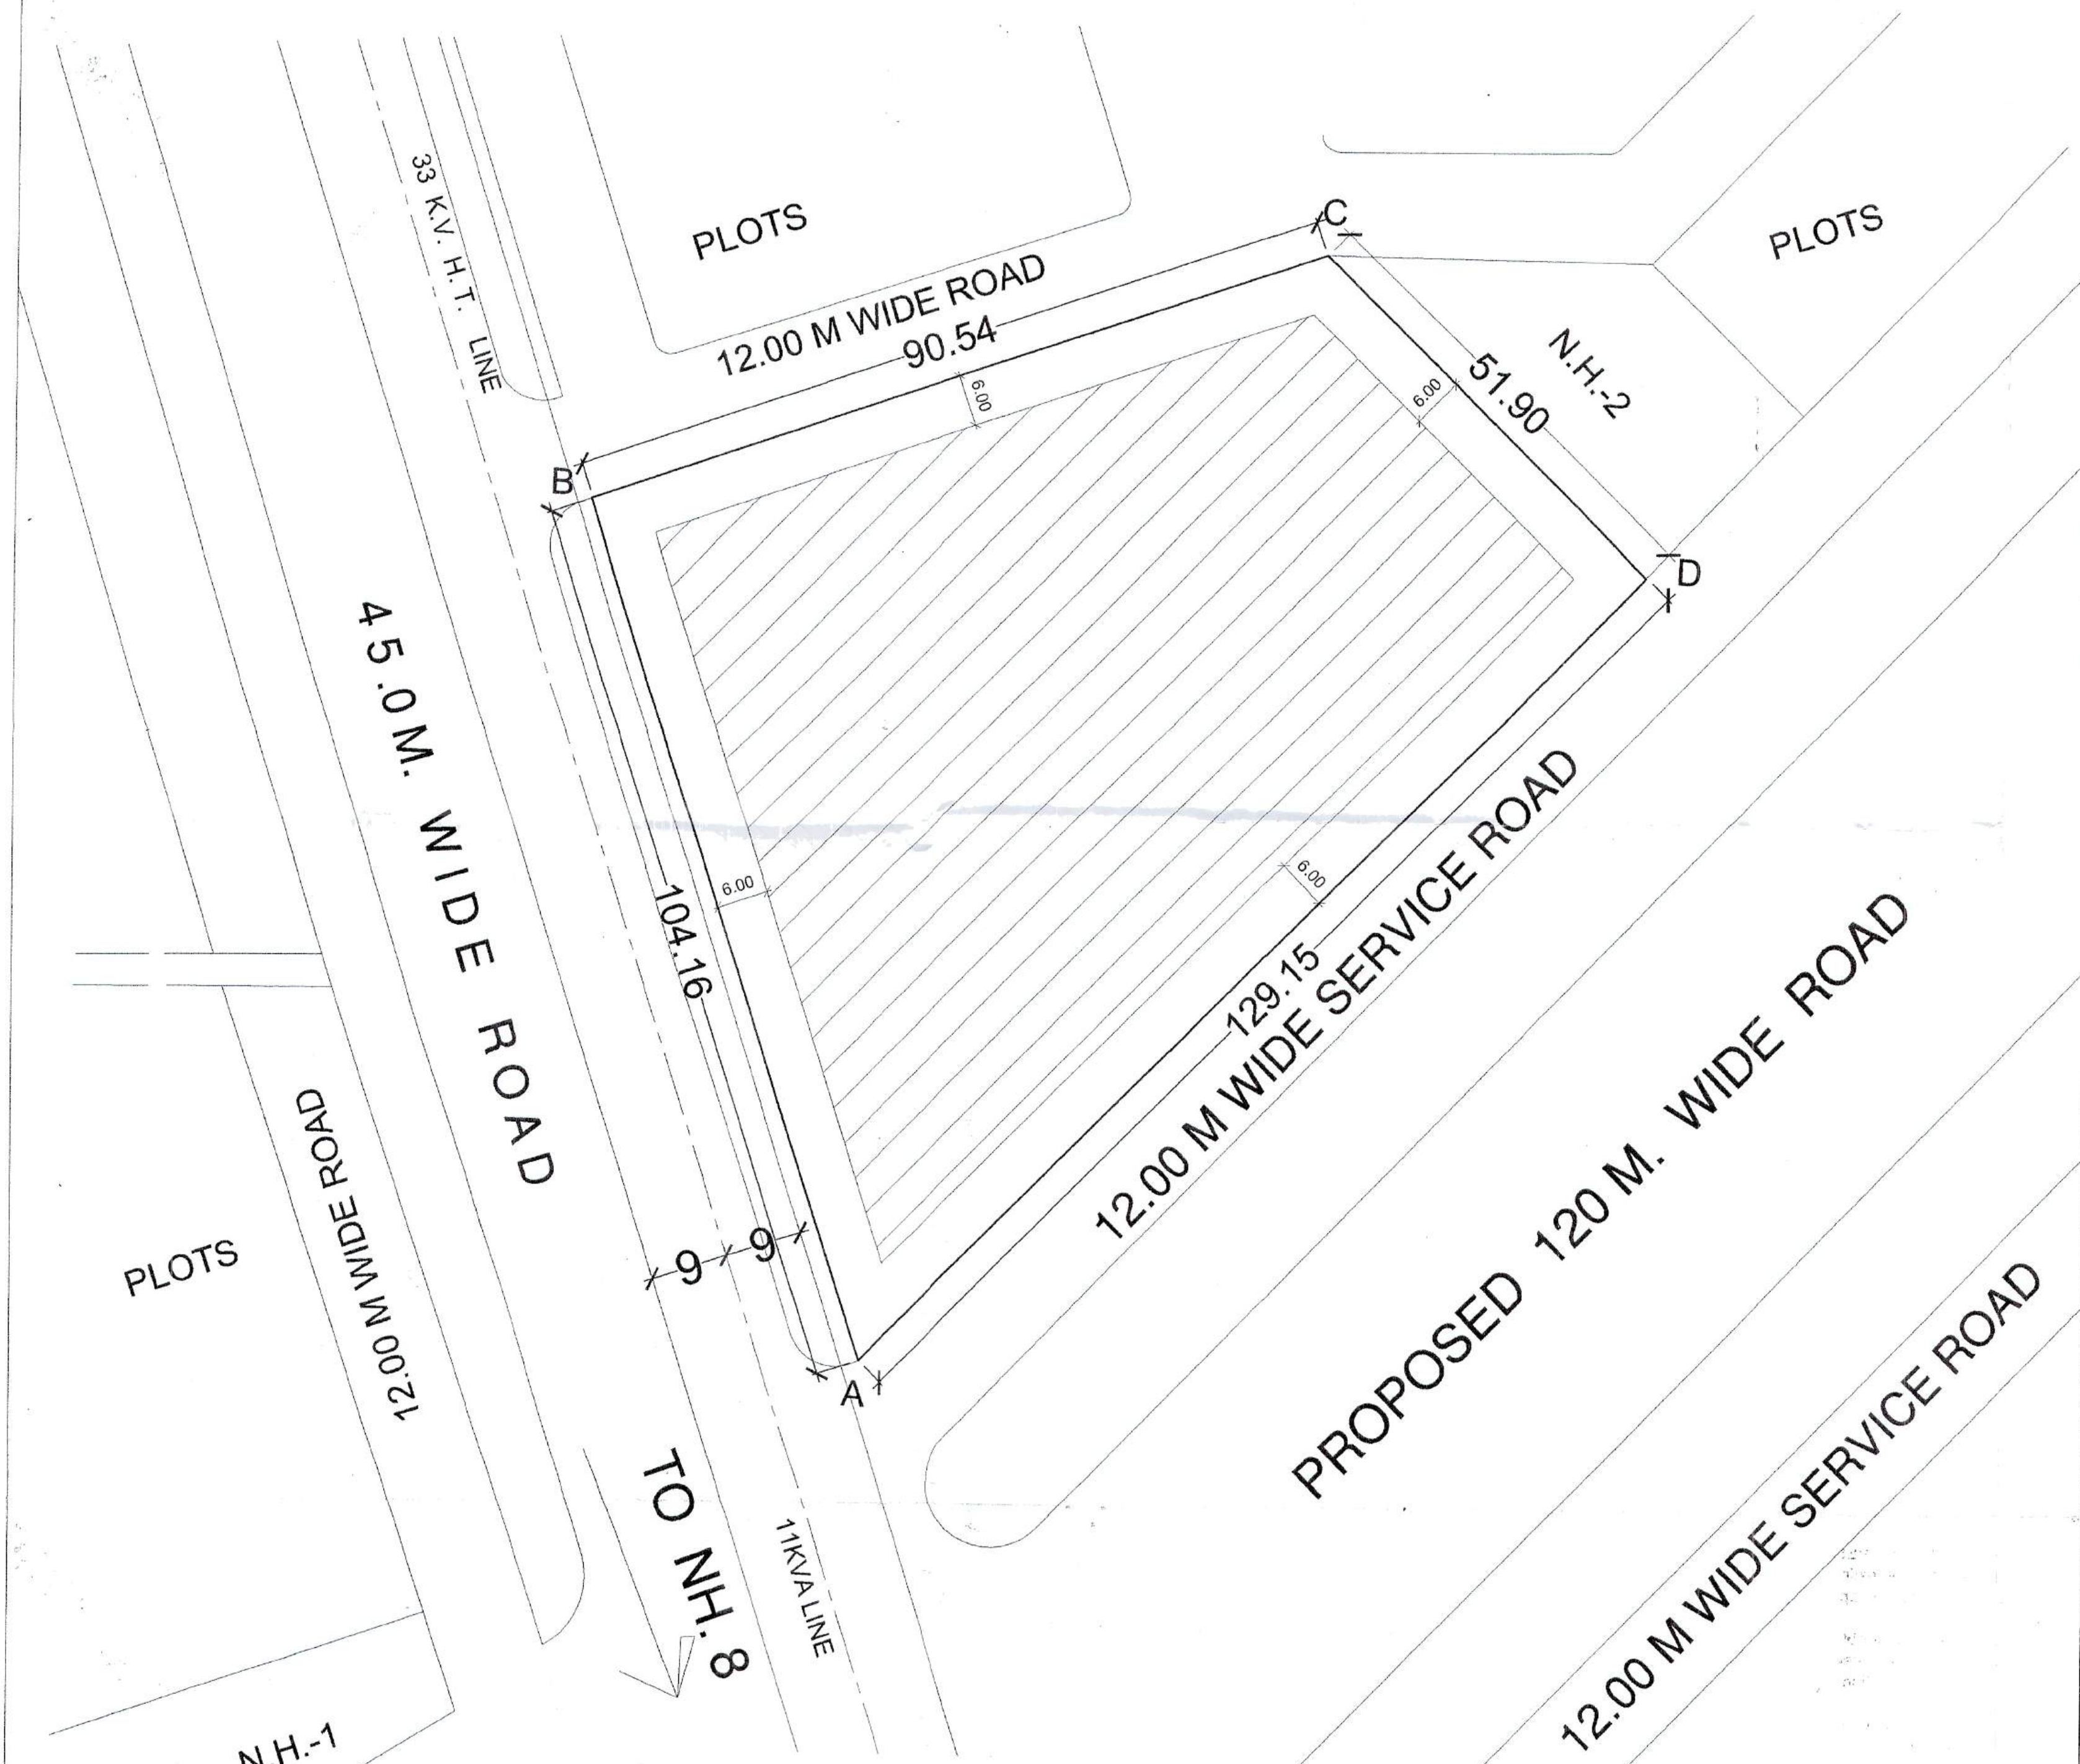 33 K.V. H.T. LINE
PLOTS
12.00 M WIDE ROAD
90.54
C
PLOTS
6.00
6.00
51.90
N.H.-2
B
D
45.0M. WIDE ROAD
6.00
104.16
6.00
129.15
12.00 M WIDE SERVICE ROAD
PROPOSED 120 M. WIDE ROAD
12.00 M WIDE ROAD
PLOTS
9
9
A
TO NH. 8
11KVA LINE
12.00 M WIDE SERVICE ROAD
N.H.-1